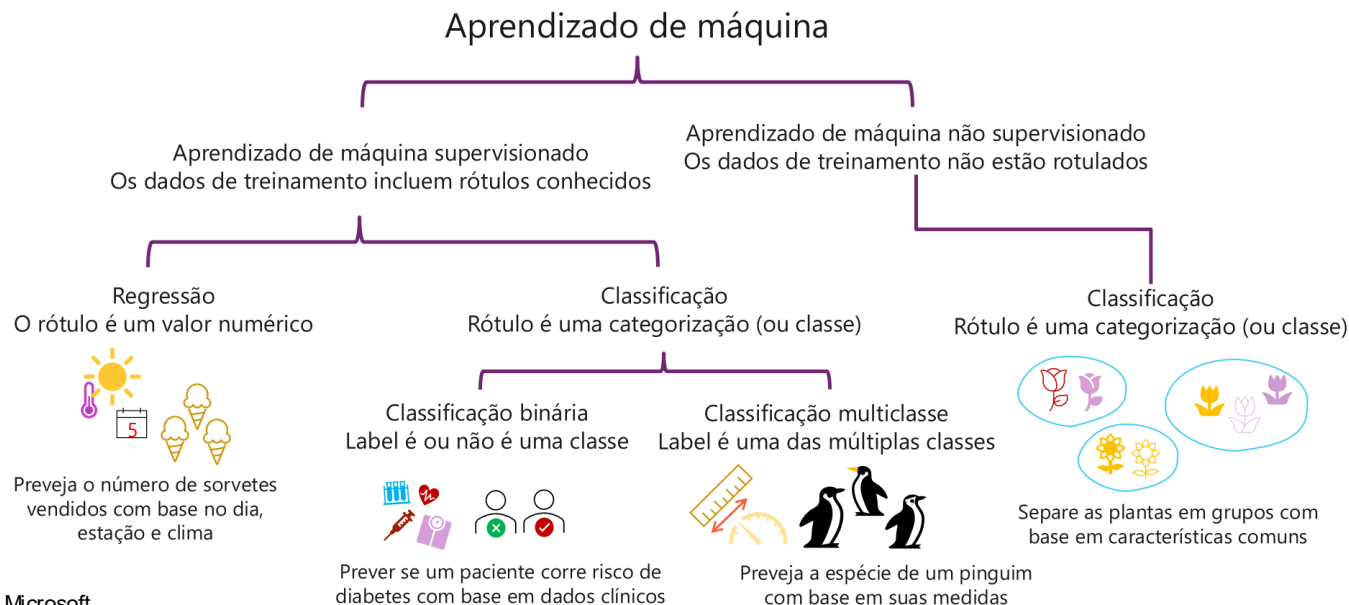 Aprendizado de máquina
Aprendizado de máquina supervisionado
Os dados de treinamento incluem rótulos conhecidos
Aprendizado de máquina não supervisionado
Os dados de treinamento não estão rotulados
Regressão
O rótulo é um valor numérico
Classificação
Rótulo é uma categorização (ou classe)
Classificação
Rótulo é uma categorização (ou classe)
5
Preveja o número de sorvetes
vendidos com base no dia,
estação e clima
Classificação binária
Label é ou não é uma classe
Classificação multiclasse
Label é uma das múltiplas classes
Prever se um paciente corre risco de
diabetes com base em dados clínicos
Preveja a espécie de um pinguim
com base em suas medidas
Separe as plantas em grupos com
base em características comuns
Microsoft